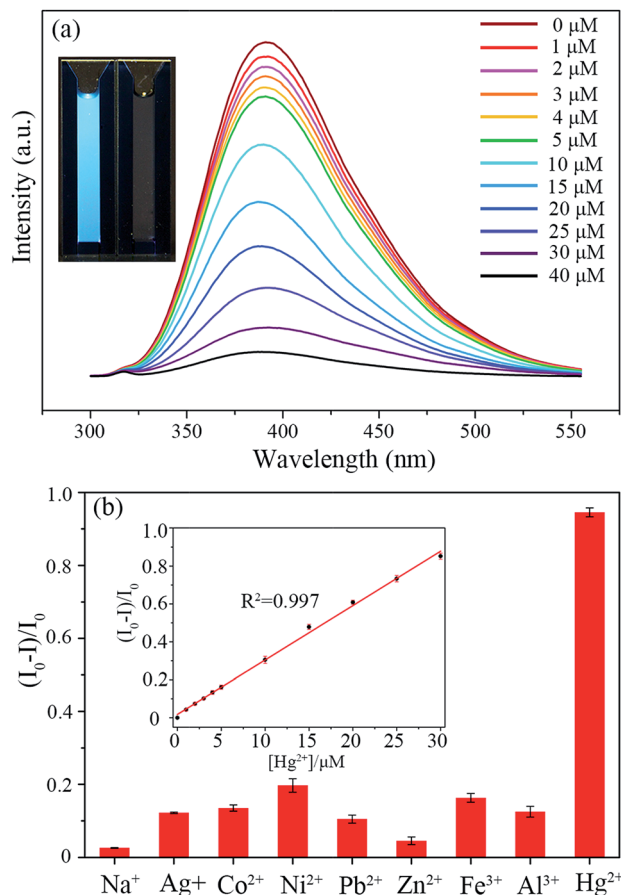 (a)
0 μM
1 μM
2 μM
3 μM
4 μM
5 μM
10 μM
15 μM
20 μM
25 μM
30 μM
40 μM
Intensity (a.u.)
300 350 400 450 500 550
Wavelength (nm)
(b)
1.0
0.8
0.6
0.4
0.2
0
(I₀-I)/I₀
1.0
0.8
0.6
0.4
0.2
0
(I₀-I)/I₀
R²=0.997
0 5 10 15 20 25 30
[Hg²⁺]/μM
Na⁺ Ag+ Co²⁺ Ni²⁺ Pb²⁺ Zn²⁺ Fe³⁺ Al³⁺ Hg²⁺